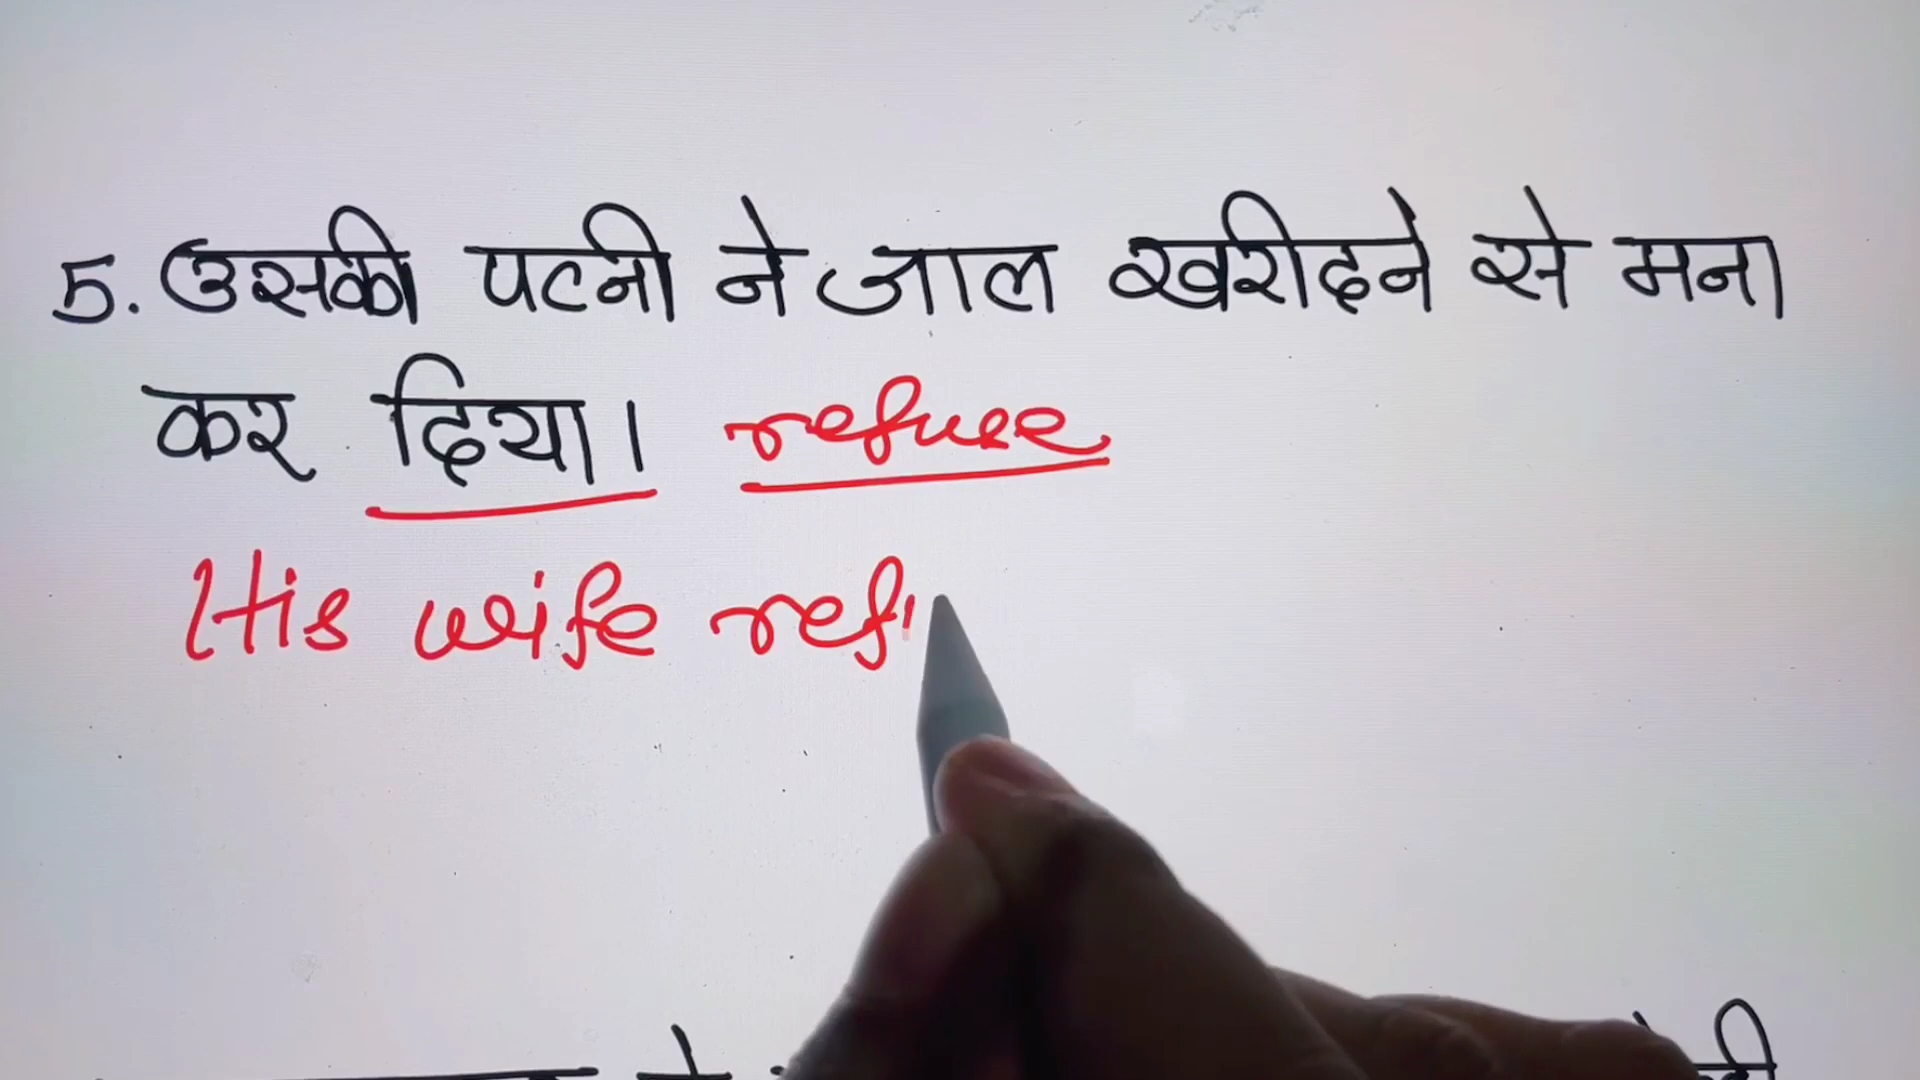 5. उसकी पत्नी ने जाल खरीदने से मना
कर दिया। refuse
His wife ref